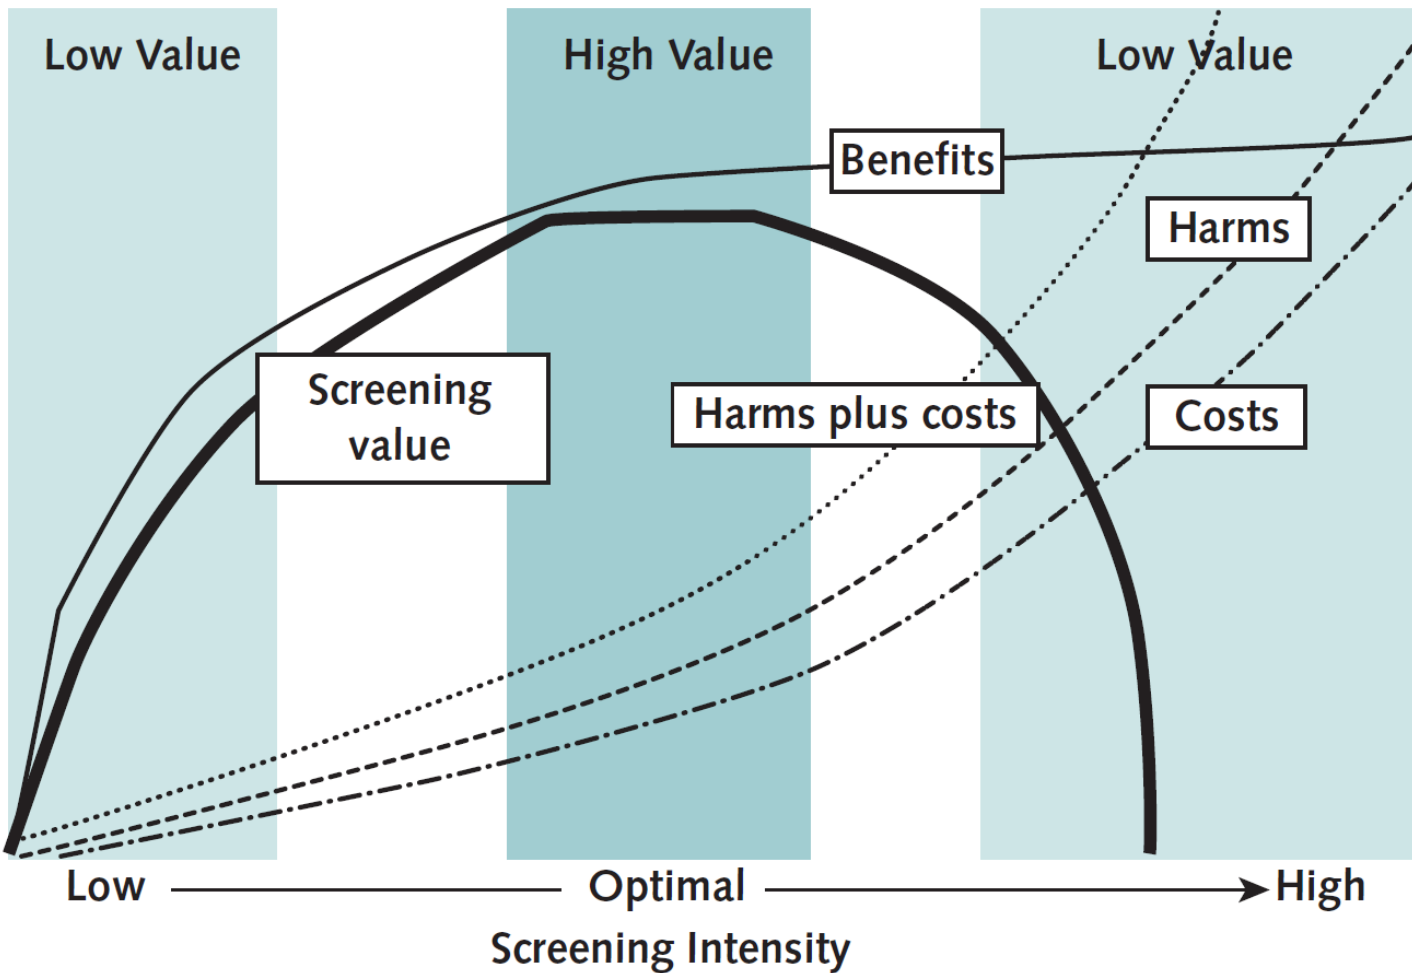 Low Value
High Value
Low Value
Benefits
Harms
Screening
value
Harms plus costs
Costs
Low
Optimal
High
Screening Intensity